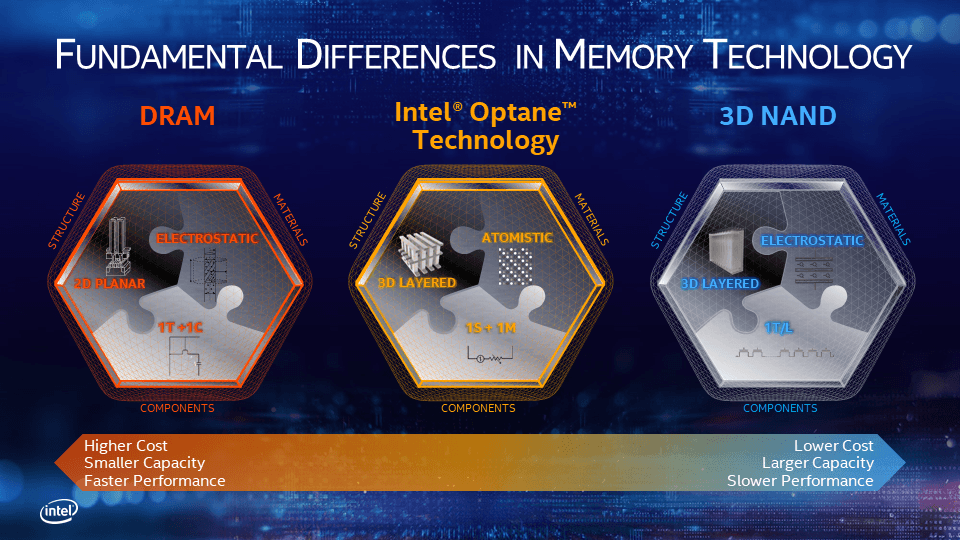 FUNDAMENTAL DIFFERENCES IN MEMORY TECHNOLOGY
DRAM
STRUCTURE
MATERIALS
ELECTROSTATIC
2D PLANAR
1T +1C
COMPONENTS
Intel® Optane™
Technology
STRUCTURE
MATERIALS
ATOMISTIC
3D LAYERED
1S + 1M
COMPONENTS
3D NAND
STRUCTURE
MATERIALS
ELECTROSTATIC
3D LAYERED
1T/L
COMPONENTS
Higher Cost
Smaller Capacity
Faster Performance
Lower Cost
Larger Capacity
Slower Performance
intel